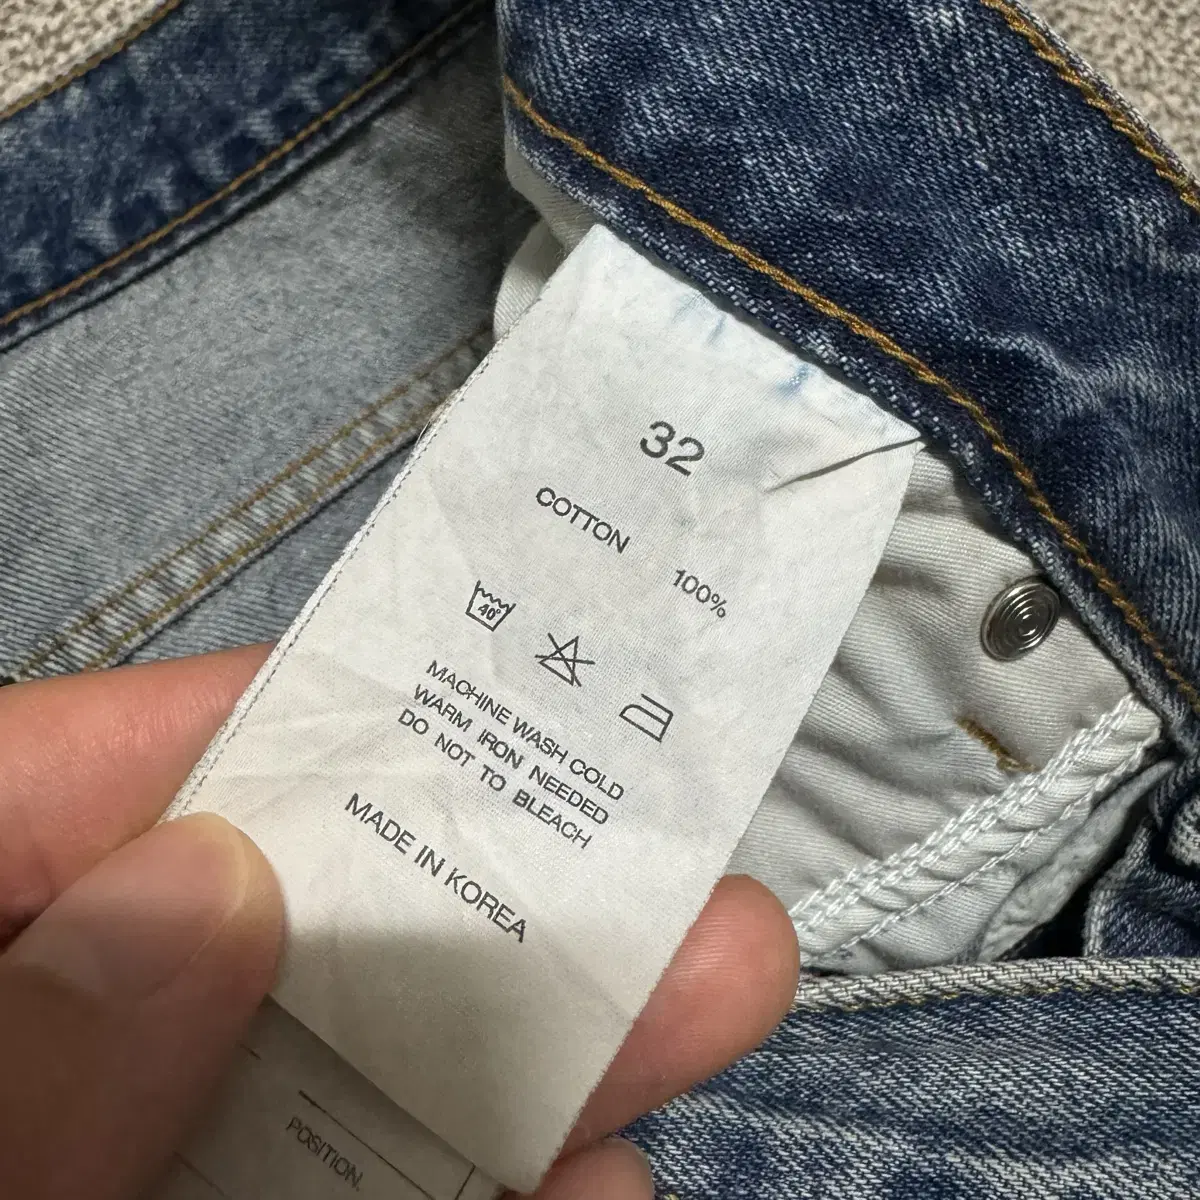 32
COTTON 100%
40°
MACHINE WASH COLD
WARM IRON NEEDED
DO NOT TO BLEACH
MADE IN KOREA
POSITION.